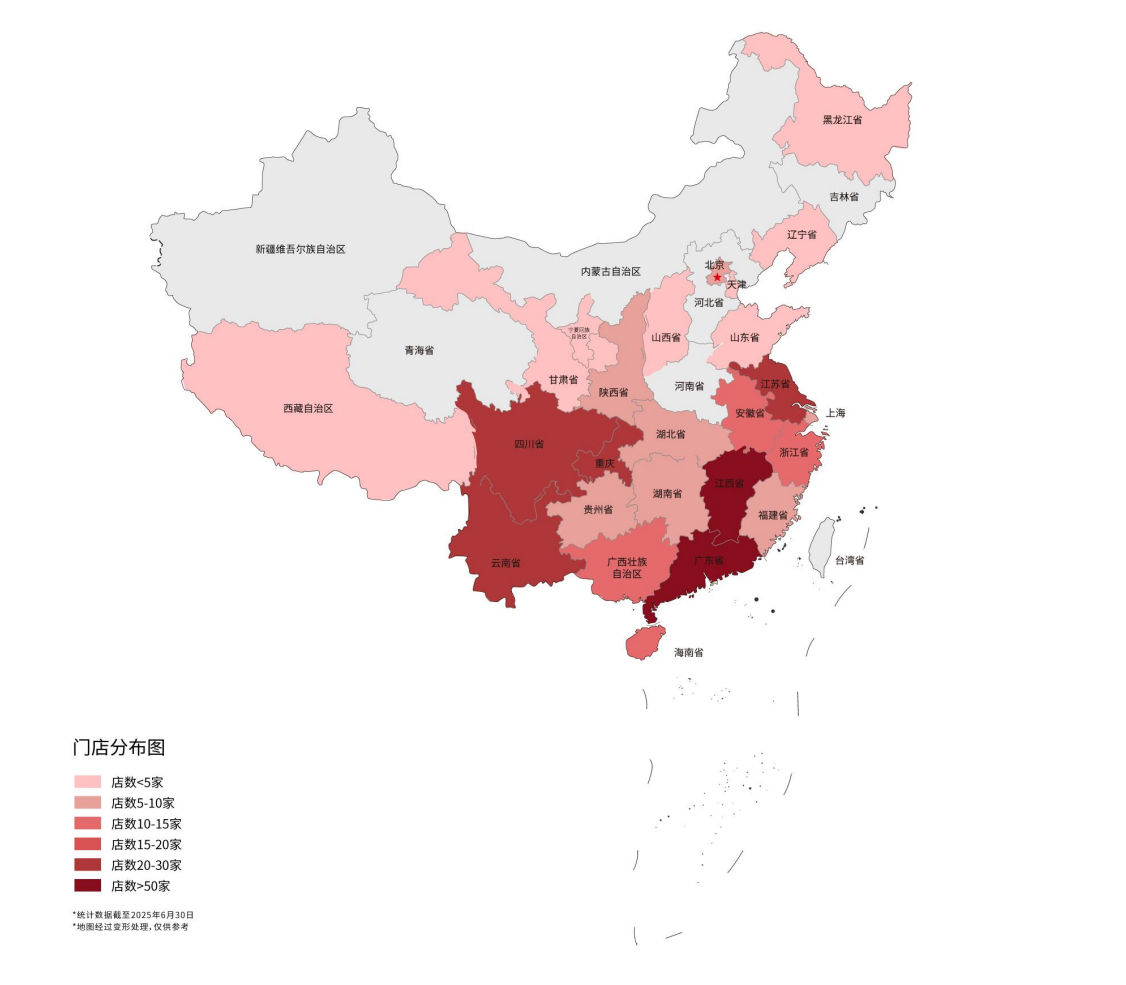 黑龙江省
吉林省
辽宁省
新疆维吾尔族自治区
内蒙古自治区
北京
天津
河北省
宁夏回族
自治区
山西省
山东省
青海省
甘肃省
陕西省
河南省
江苏省
西藏自治区
安徽省
上海
四川省
湖北省
重庆
浙江省
江西省
湖南省
贵州省
福建省
云南省
广西壮族
自治区
广东省
台湾省
海南省
门店分布图
店数<5家
店数5-10家
店数10-15家
店数15-20家
店数20-30家
店数>50家
*统计数据截至2025年6月30日
*地图经过变形处理,仅供参考